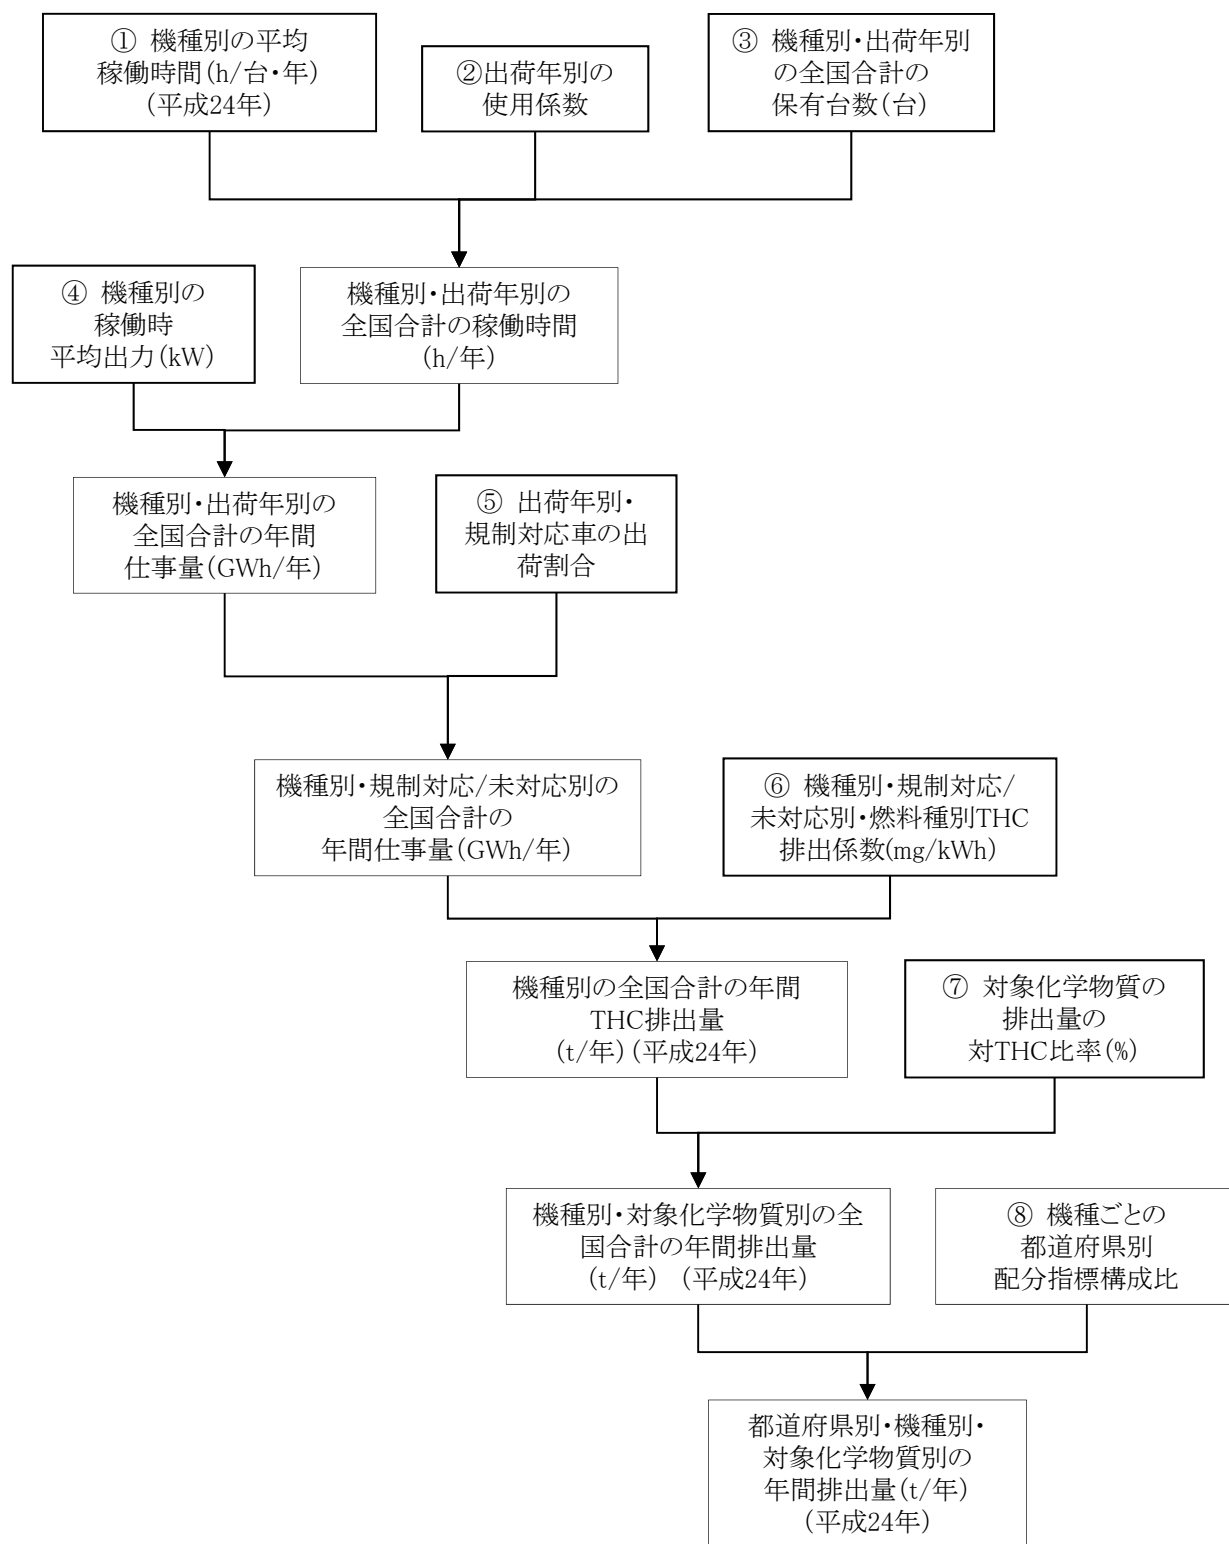 ① 機種別の平均
稼働時間(h/台・年)
(平成24年)
②出荷年別の
使用係数
③ 機種別・出荷年別
の全国合計の
保有台数(台)
④ 機種別の
稼働時
平均出力(kW)
機種別・出荷年別の
全国合計の稼働時間
(h/年)
機種別・出荷年別の
全国合計の年間
仕事量(GWh/年)
⑤ 出荷年別・
規制対応車の出
荷割合
機種別・規制対応/未対応別の
全国合計の
年間仕事量(GWh/年)
⑥ 機種別・規制対応/
未対応別・燃料種別THC
排出係数(mg/kWh)
機種別の全国合計の年間
THC排出量
(t/年)(平成24年)
⑦ 対象化学物質の
排出量の
対THC比率(%)
機種別・対象化学物質別の全
国合計の年間排出量
(t/年) (平成24年)
⑧ 機種ごとの
都道府県別
配分指標構成比
都道府県別・機種別・
対象化学物質別の
年間排出量(t/年)
(平成24年)